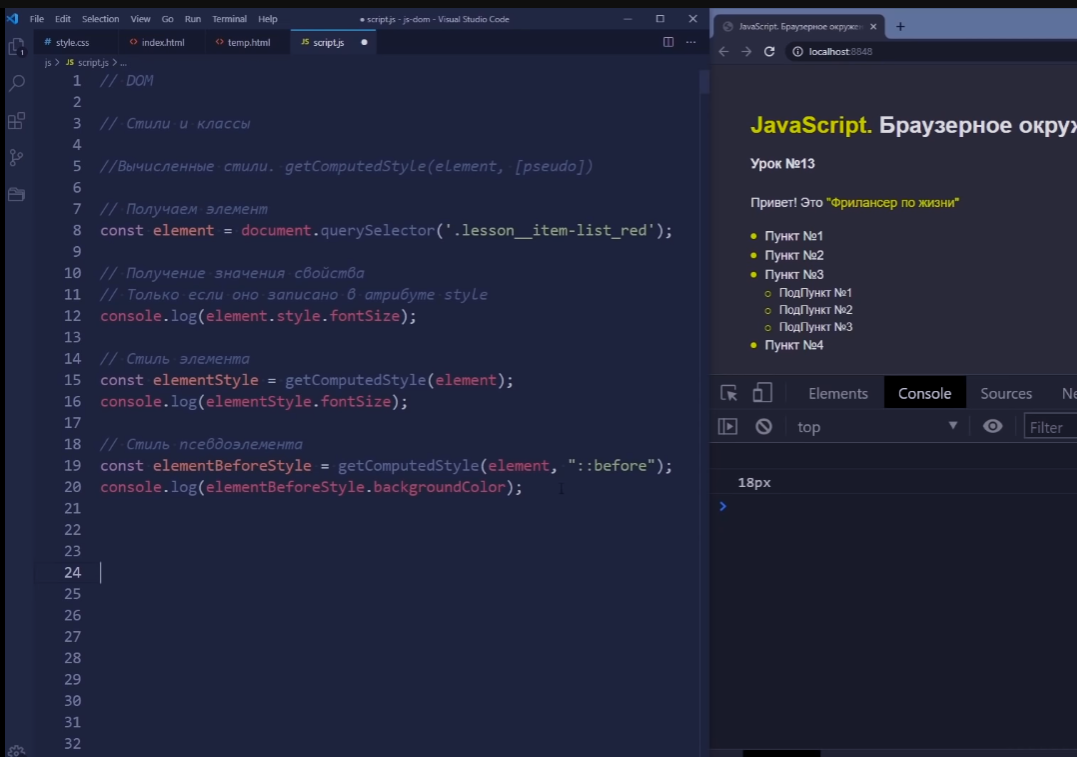 File Edit Selection View Go Run Terminal Help
● script.js - js-dom - Visual Studio Code
# style.css
<> index.html
<> temp.html
JS script.js ●
js > JS script.js > ...
1 // DOM
2
3 // Стили и классы
4
5 //Вычисленные стили. getComputedStyle(element, [pseudo])
6
7 // Получаем элемент
8 const element = document.querySelector('.lesson__item-list_red');
9
10 // Получение значения свойства
11 // Только если оно записано в атрибуте style
12 console.log(element.style.fontSize);
13
14 // Стиль элемента
15 const elementStyle = getComputedStyle(element);
16 console.log(elementStyle.fontSize);
17
18 // Стиль псевдоэлемента
19 const elementBeforeStyle = getComputedStyle(element, "::before");
20 console.log(elementBeforeStyle.backgroundColor);
21
22
23
24
25
26
27
28
29
30
31
32
1
JavaScript. Браузерное окружен
localhost:8848
JavaScript. Браузерное окруж
Урок №13
Привет! Это "Фрилансер по жизни"
Пункт №1
Пункт №2
Пункт №3
ПодПункт №1
ПодПункт №2
ПодПункт №3
Пункт №4
Elements Console Sources Ne
top Filter
18px